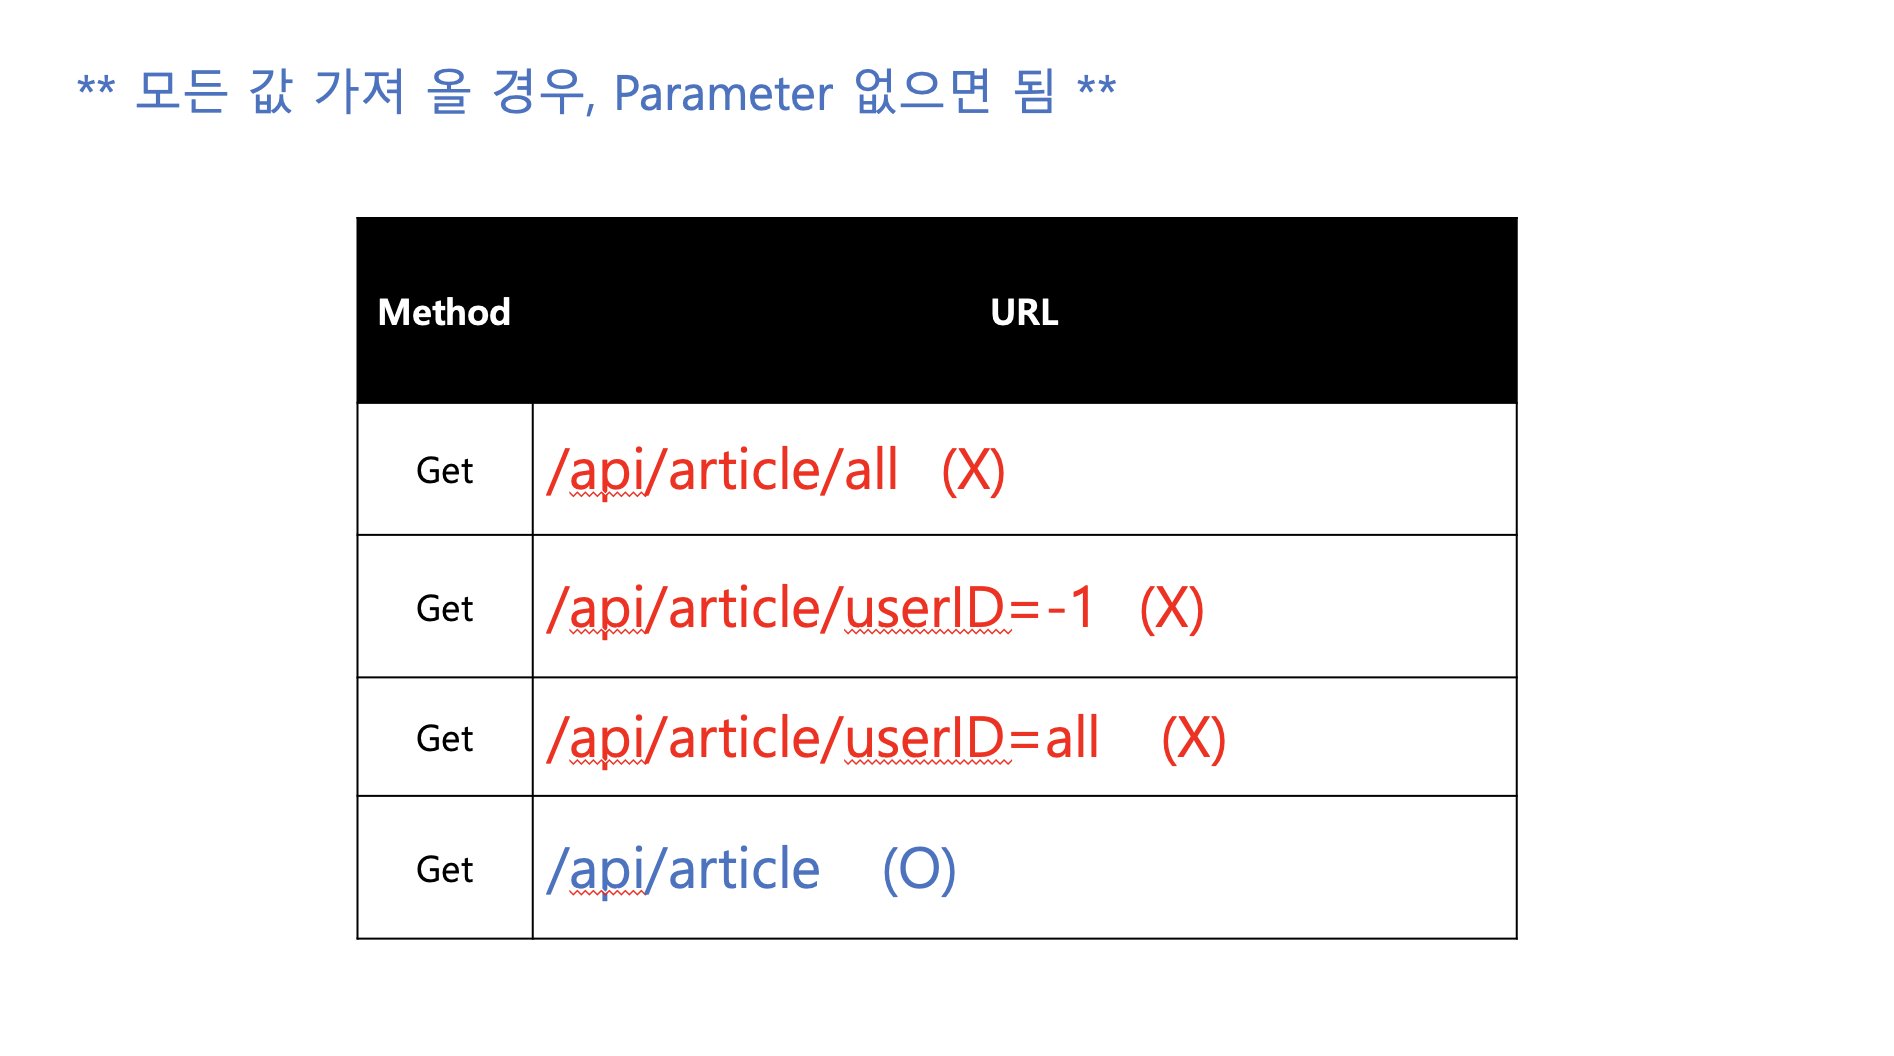 ** 모든 값 가져 올 경우, Parameter 없으면 됨 **
Method URL
Get /api/article/all (X)
Get /api/article/userID=-1 (X)
Get /api/article/userID=all (X)
Get /api/article (O)